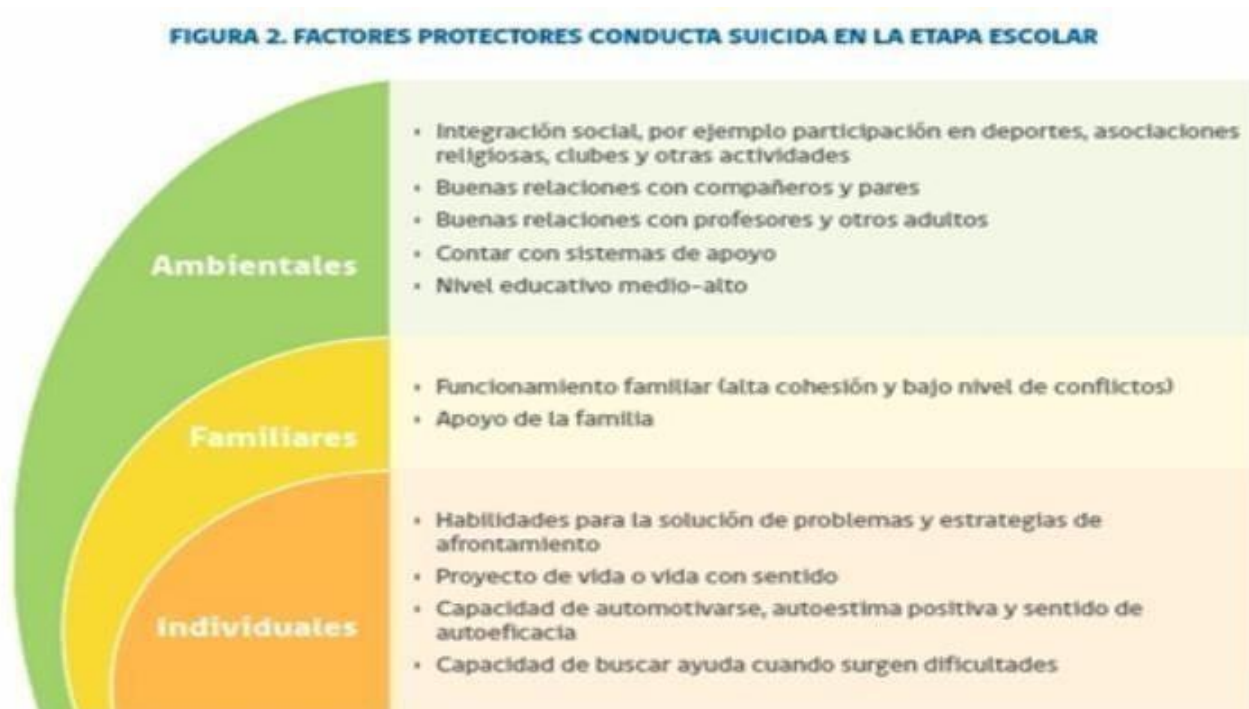 FIGURA 2. FACTORES PROTECTORES CONDUCTA SUICIDA EN LA ETAPA ESCOLAR
Ambientales
• Integración social, por ejemplo participación en deportes, asociaciones
religiosas, clubes y otras actividades
• Buenas relaciones con compañeros y pares
• Buenas relaciones con profesores y otros adultos
• Contar con sistemas de apoyo
• Nivel educativo medio-alto
Familiares
• Funcionamiento familiar (alta cohesión y bajo nivel de conflictos)
• Apoyo de la familia
Individuales
• Habilidades para la solución de problemas y estrategias de
afrontamiento
• Proyecto de vida o vida con sentido
• Capacidad de automotivarse, autoestima positiva y sentido de
autoeficacia
• Capacidad de buscar ayuda cuando surgen dificultades